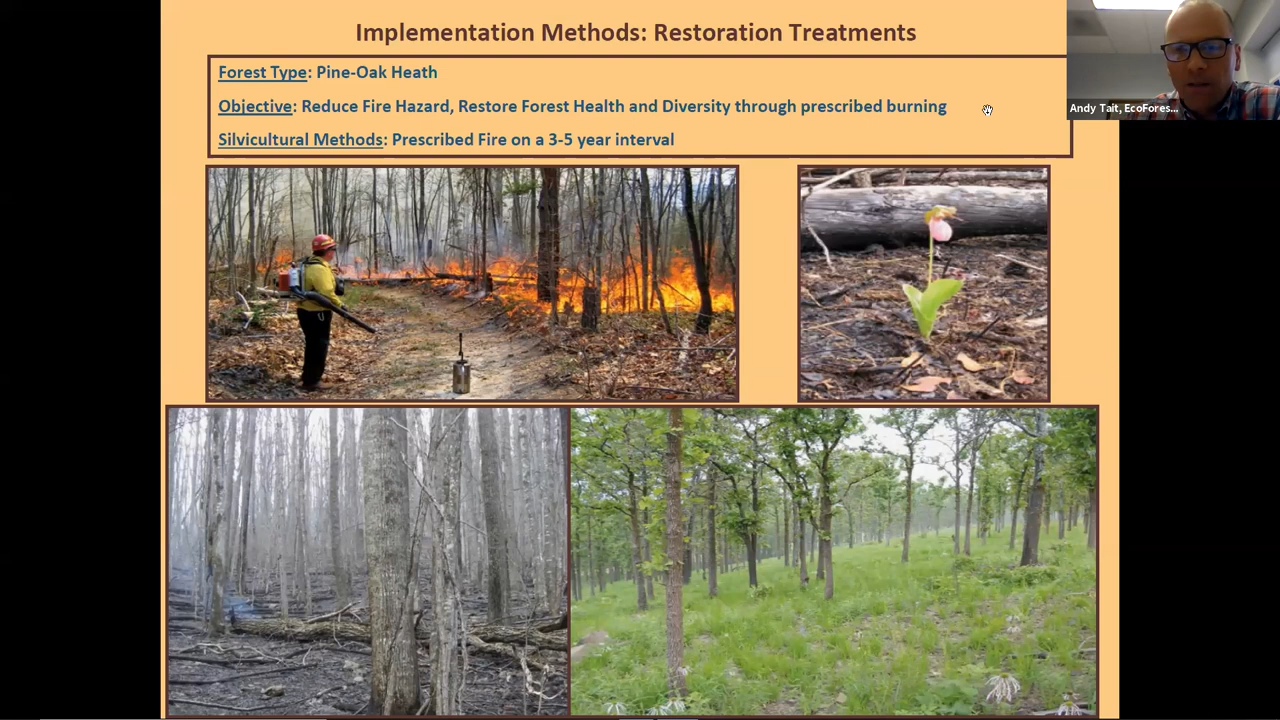 Implementation Methods: Restoration Treatments
Forest Type: Pine-Oak Heath
Objective: Reduce Fire Hazard, Restore Forest Health and Diversity through prescribed burning
Silvicultural Methods: Prescribed Fire on a 3-5 year interval
Andy Tait, EcoFores...